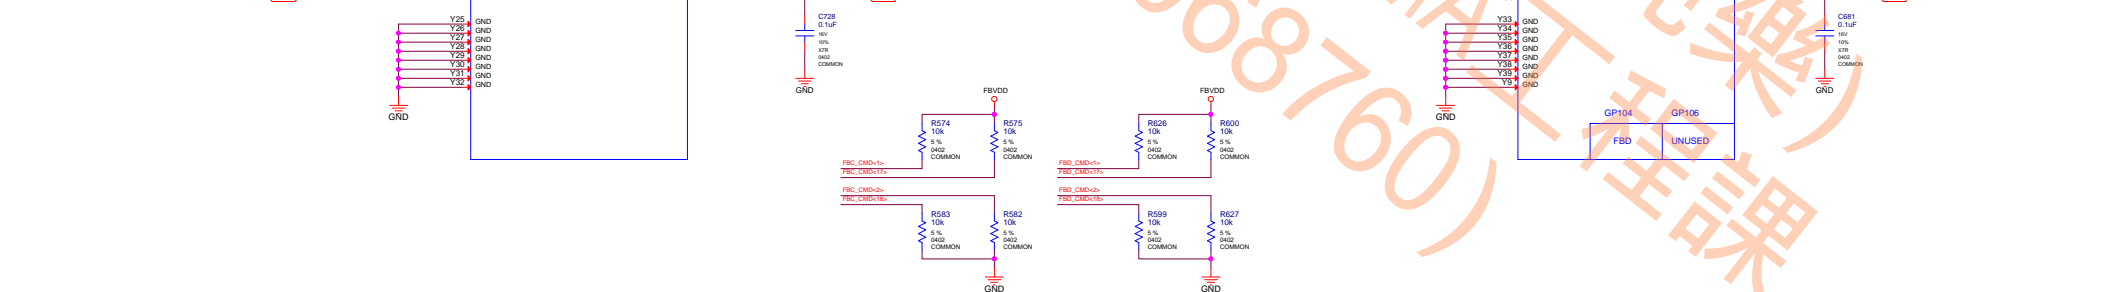 Y25 GND
Y26 GND
Y27 GND
Y28 GND
Y29 GND
Y30 GND
Y31 GND
Y32 GND
GND
C728
0.1uF
16V
10%
X7R
0402
COMMON
GND
FBVDD
R574
10k
5 %
0402
COMMON
R575
10k
5 %
0402
COMMON
FBC_CMD<1>
FBC_CMD<17>
FBC_CMD<2>
FBC_CMD<18>
R583
10k
5 %
0402
COMMON
R582
10k
5 %
0402
COMMON
GND
FBVDD
R626
10k
5 %
0402
COMMON
R600
10k
5 %
0402
COMMON
FBD_CMD<1>
FBD_CMD<17>
FBD_CMD<2>
FBD_CMD<18>
R599
10k
5 %
0402
COMMON
R627
10k
5 %
0402
COMMON
GND
Y33 GND
Y34 GND
Y35 GND
Y36 GND
Y37 GND
Y38 GND
Y39 GND
Y9 GND
GND
GP104 GP106
FBD UNUSED
C681
0.1uF
16V
10%
X7R
0402
COMMON
GND
樂)
MA工程課
68760)